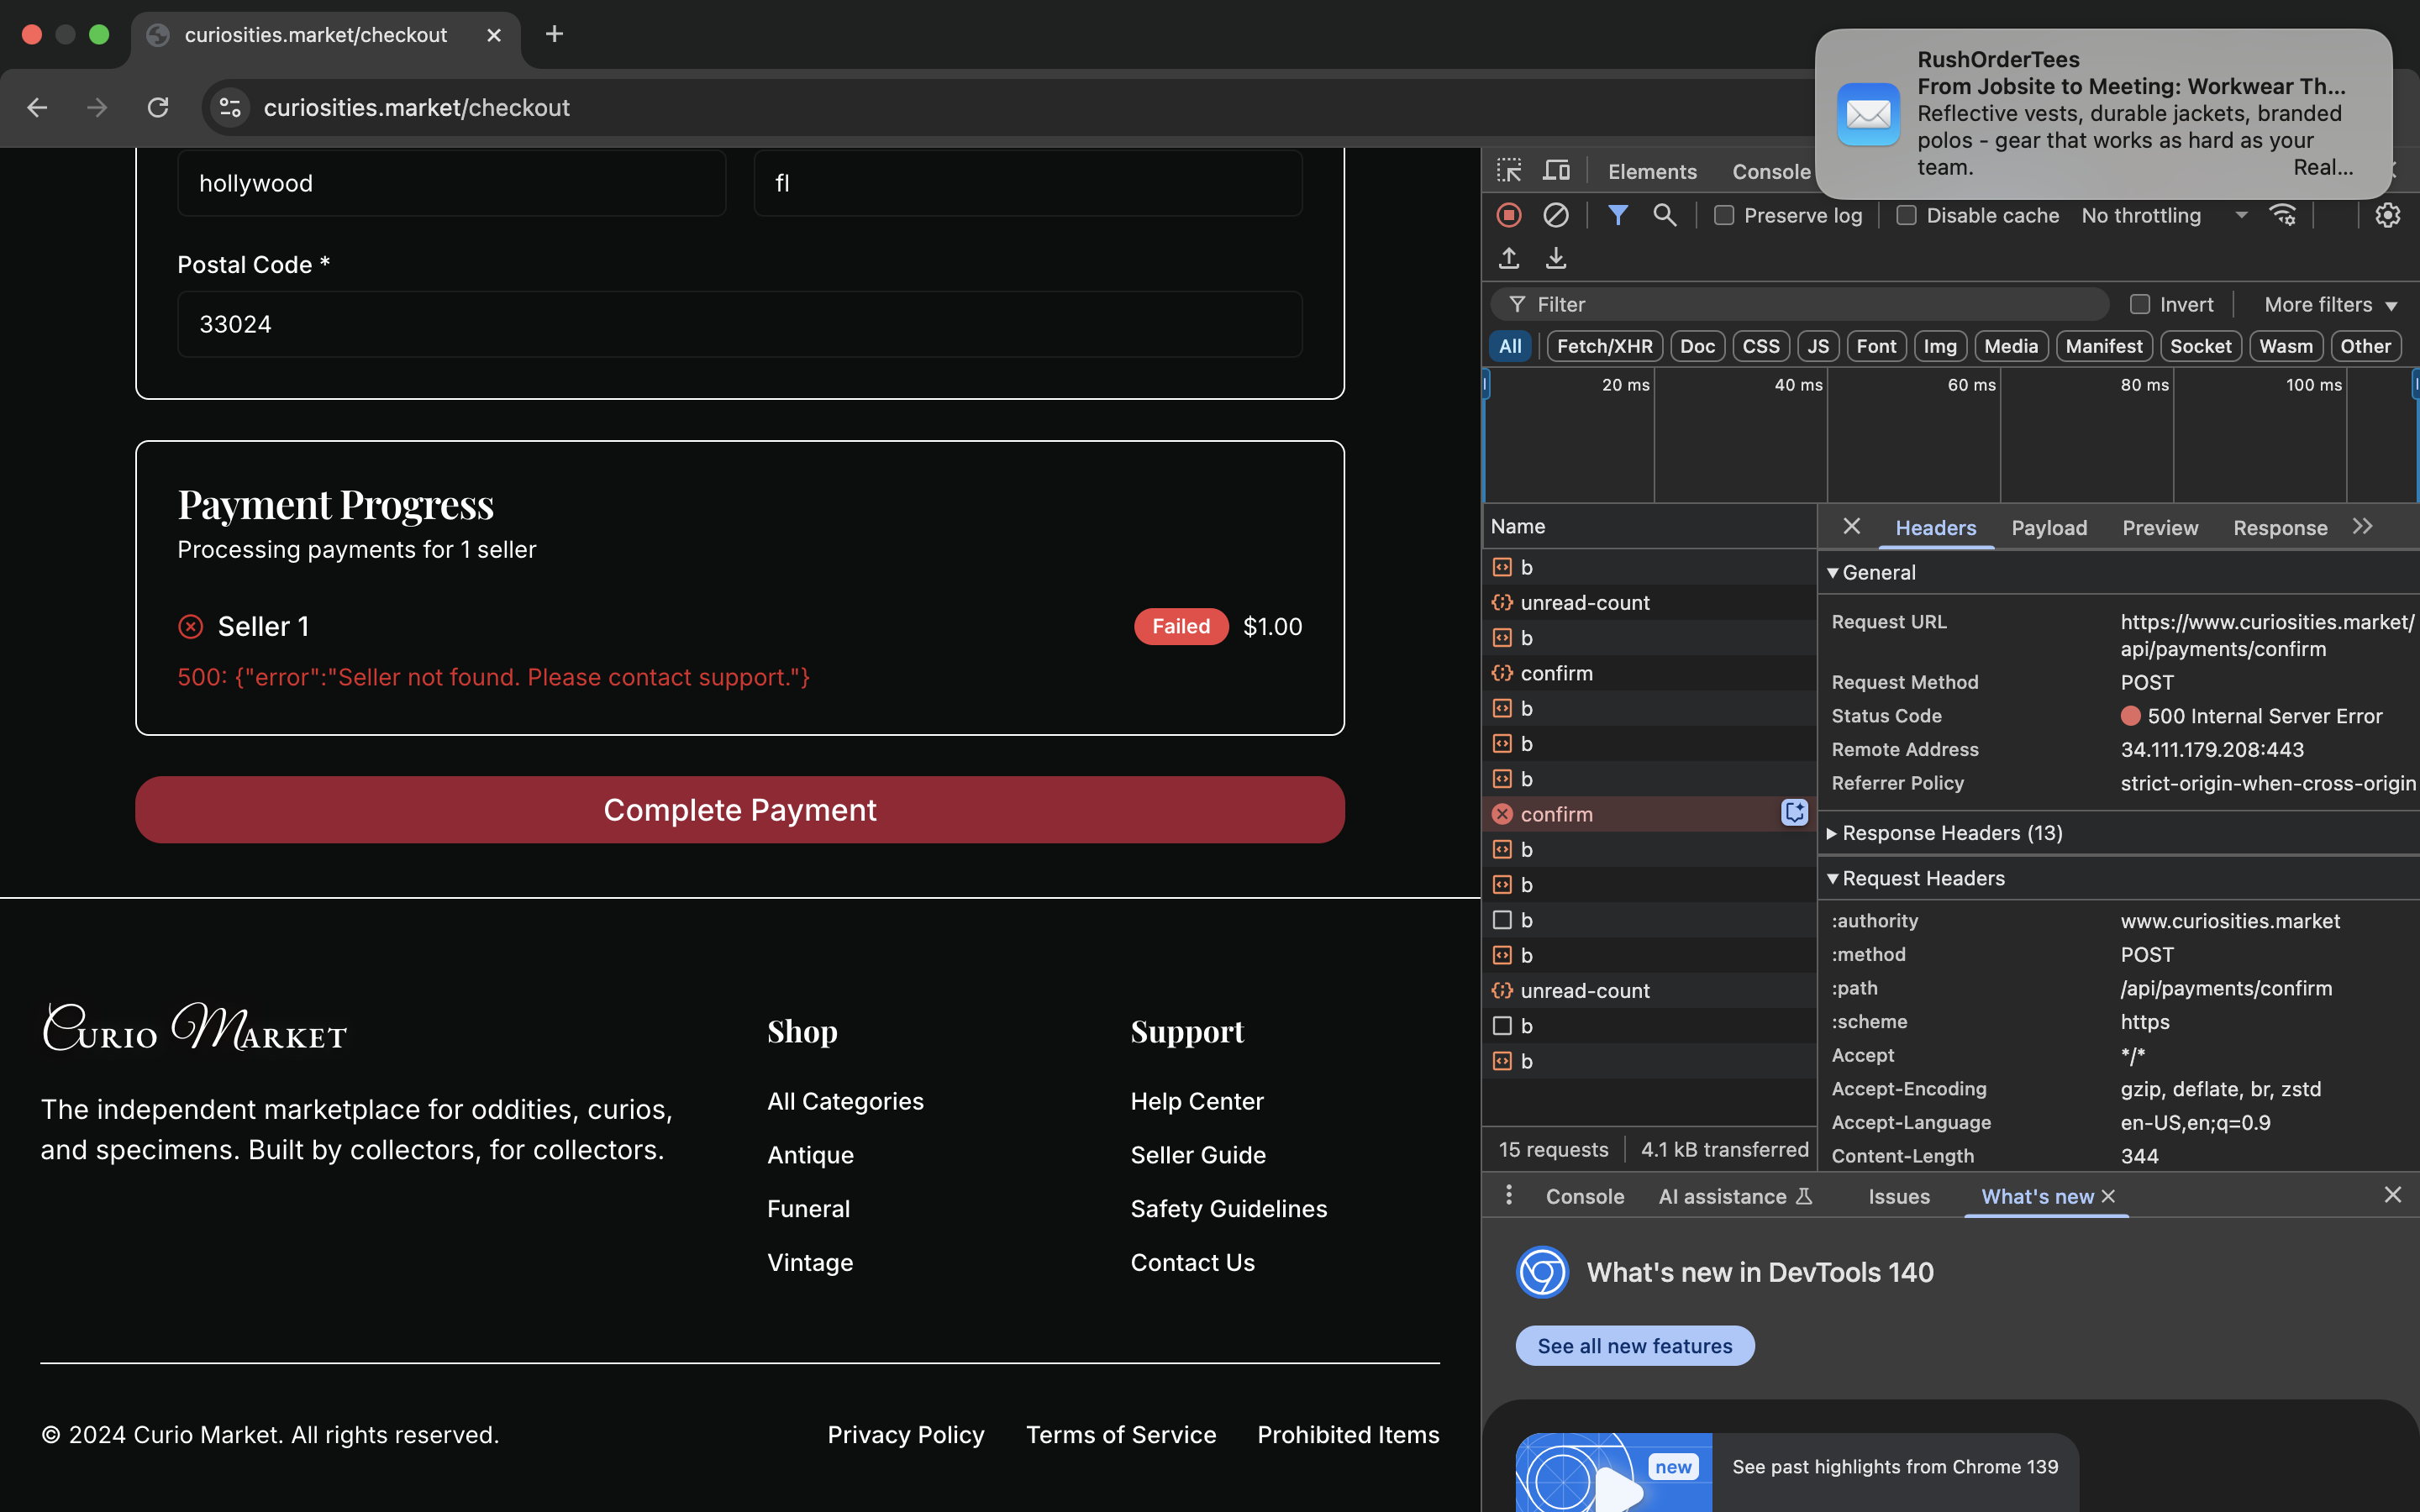 curiosities.market/checkout
curiosities.market/checkout
RushOrderTees
From Jobsite to Meeting: Workwear Th...
Reflective vests, durable jackets, branded
polos - gear that works as hard as your
team. Real...
hollywood
fl
Postal Code *
33024
Payment Progress
Processing payments for 1 seller
Seller 1
Failed $1.00
500: {"error":"Seller not found. Please contact support."}
Complete Payment
Curio Market
The independent marketplace for oddities, curios,
and specimens. Built by collectors, for collectors.
Shop
All Categories
Antique
Funeral
Vintage
Support
Help Center
Seller Guide
Safety Guidelines
Contact Us
© 2024 Curio Market. All rights reserved.
Privacy Policy Terms of Service Prohibited Items
Elements Console
Preserve log Disable cache No throttling
Filter Invert More filters
All Fetch/XHR Doc CSS JS Font Img Media Manifest Socket Wasm Other
20 ms 40 ms 60 ms 80 ms 100 ms
Name
b
unread-count
b
confirm
b
b
b
confirm
b
b
b
b
unread-count
b
b
15 requests 4.1 kB transferred
Headers Payload Preview Response
General
Request URL https://www.curiosities.market/
api/payments/confirm
Request Method POST
Status Code 500 Internal Server Error
Remote Address 34.111.179.208:443
Referrer Policy strict-origin-when-cross-origin
Response Headers (13)
Request Headers
:authority www.curiosities.market
:method POST
:path /api/payments/confirm
:scheme https
Accept */*
Accept-Encoding gzip, deflate, br, zstd
Accept-Language en-US,en;q=0.9
Content-Length 344
Console AI assistance Issues What's new
What's new in DevTools 140
See all new features
new
See past highlights from Chrome 139